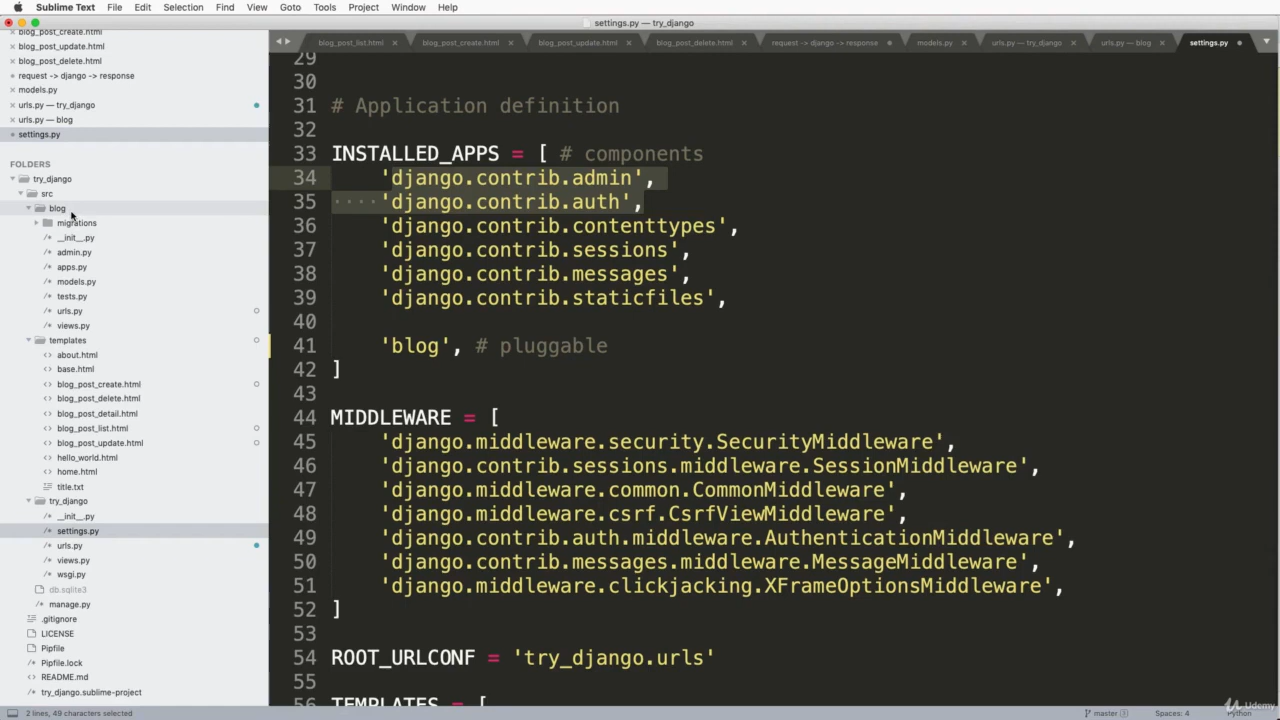 Sublime Text File Edit Selection Find View Goto Tools Project Window Help
settings.py — try_django
blog_post_create.html
blog_post_update.html
blog_post_delete.html
request -> django -> response
models.py
urls.py — try_django
urls.py — blog
settings.py
FOLDERS
try_django
src
blog
migrations
__init__.py
admin.py
apps.py
models.py
tests.py
urls.py
views.py
templates
about.html
base.html
blog_post_create.html
blog_post_delete.html
blog_post_detail.html
blog_post_list.html
blog_post_update.html
hello_world.html
home.html
title.txt
try_django
__init__.py
settings.py
urls.py
views.py
wsgi.py
db.sqlite3
manage.py
.gitignore
LICENSE
Pipfile
Pipfile.lock
README.md
try_django.sublime-project
blog_post_list.html blog_post_create.html blog_post_update.html blog_post_delete.html request -> django -> response models.py urls.py — try_django urls.py — blog settings.py
29
30
31 # Application definition
32
33 INSTALLED_APPS = [ # components
34 'django.contrib.admin',
35 'django.contrib.auth',
36 'django.contrib.contenttypes',
37 'django.contrib.sessions',
38 'django.contrib.messages',
39 'django.contrib.staticfiles',
40
41 'blog', # pluggable
42 ]
43
44 MIDDLEWARE = [
45 'django.middleware.security.SecurityMiddleware',
46 'django.contrib.sessions.middleware.SessionMiddleware',
47 'django.middleware.common.CommonMiddleware',
48 'django.middleware.csrf.CsrfViewMiddleware',
49 'django.contrib.auth.middleware.AuthenticationMiddleware',
50 'django.contrib.messages.middleware.MessageMiddleware',
51 'django.middleware.clickjacking.XFrameOptionsMiddleware',
52 ]
53
54 ROOT_URLCONF = 'try_django.urls'
55
56 TEMPLATES = [
2 lines, 49 characters selected
master Spaces: 4 Python
Udemy